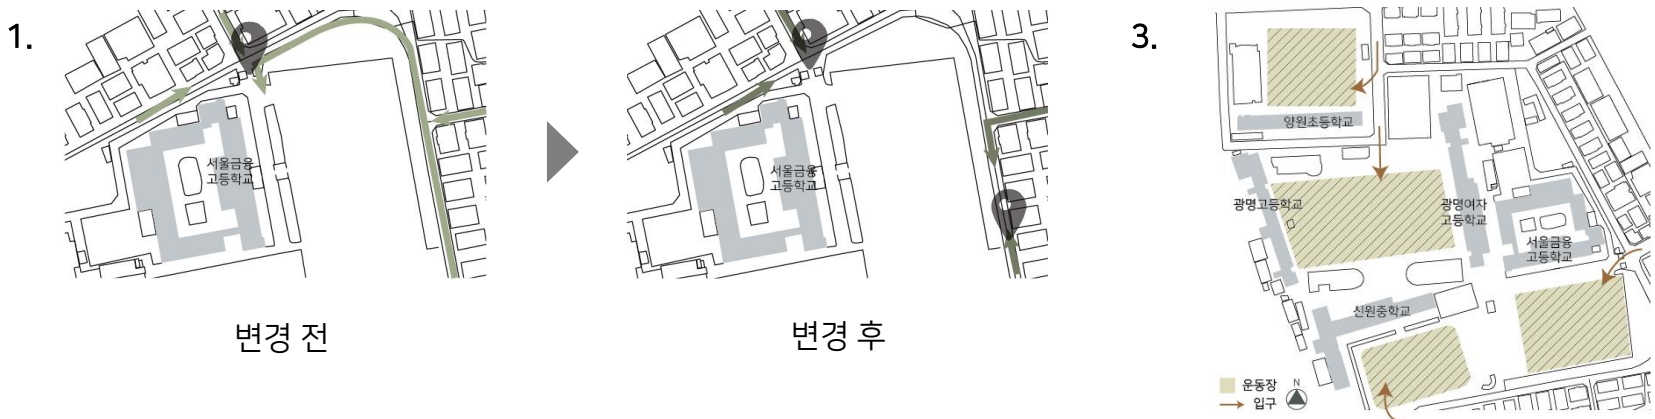 1.
서울금융
고등학교
변경 전
서울금융
고등학교
변경 후
3.
양원초등학교
광명고등학교
광명여자
고등학교
서울금융
고등학교
신원중학교
운동장
입구
N